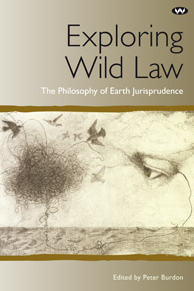 Exploring
Wild Law
The Philosophy of Earth Jurisprudence
Edited by Peter Burdon